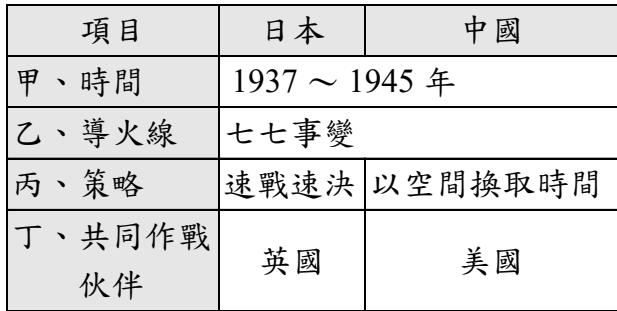 項目 日本 中國
甲、時間 1937 ~ 1945 年
乙、導火線 七七事變
丙、策略 速戰速決 以空間換取時間
丁、共同作戰
伙伴 英國 美國